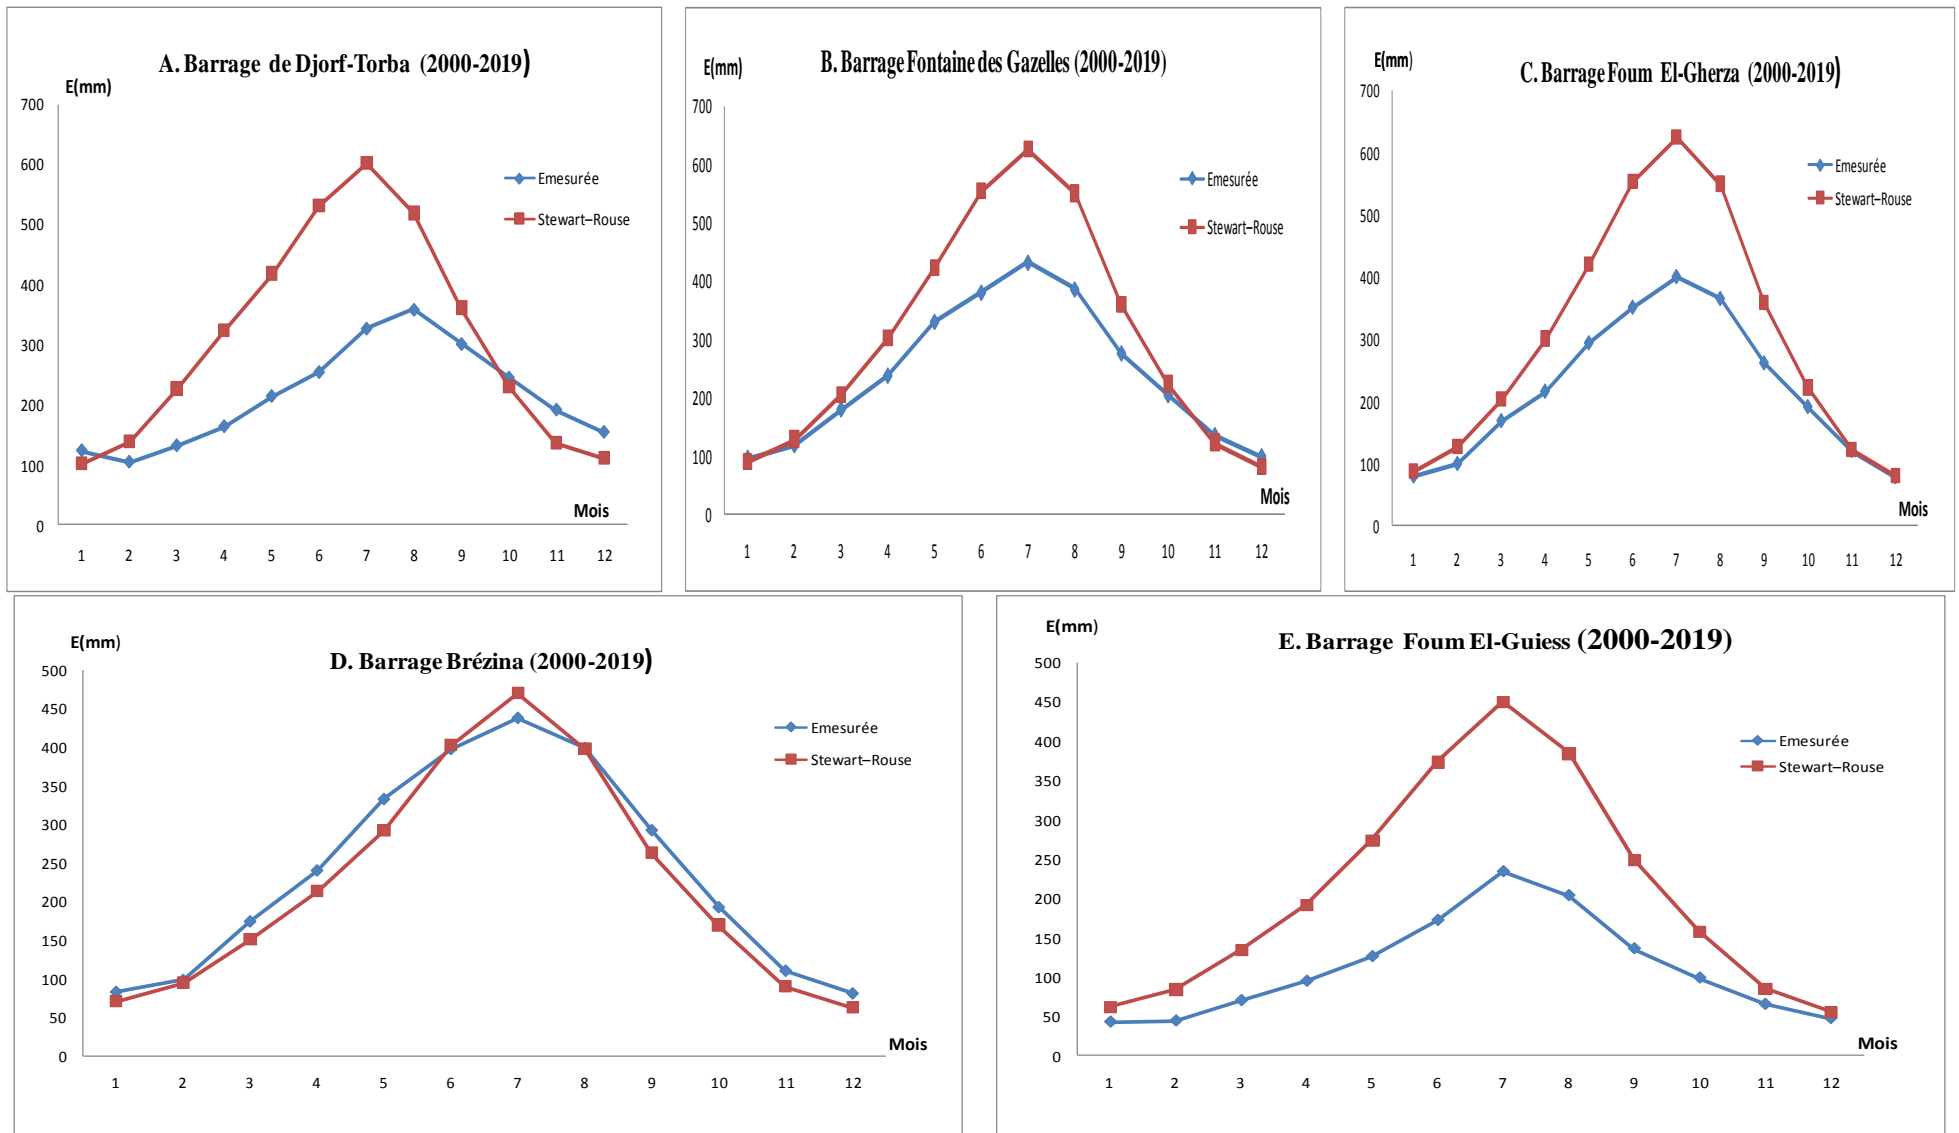 A. Barrage de Djorf-Torba (2000-2019)
E(mm)
700
600
500
400
300
200
100
0
Emesurée
Stewart–Rouse
Mois
1 2 3 4 5 6 7 8 9 10 11 12
B. Barrage Fontaine des Gazelles (2000-2019)
E(mm)
700
600
500
400
300
200
100
0
Emesurée
Stewart–Rouse
Mois
1 2 3 4 5 6 7 8 9 10 11 12
C. Barrage Foum El-Gherza (2000-2019)
E(mm)
700
600
500
400
300
200
100
0
Emesurée
Stewart–Rouse
Mois
1 2 3 4 5 6 7 8 9 10 11 12
D. Barrage Brézina (2000-2019)
E(mm)
500
450
400
350
300
250
200
150
100
50
0
Emesurée
Stewart–Rouse
Mois
1 2 3 4 5 6 7 8 9 10 11 12
E. Barrage Foum El-Guiess (2000-2019)
E(mm)
500
450
400
350
300
250
200
150
100
50
0
Emesurée
Stewart–Rouse
Mois
1 2 3 4 5 6 7 8 9 10 11 12